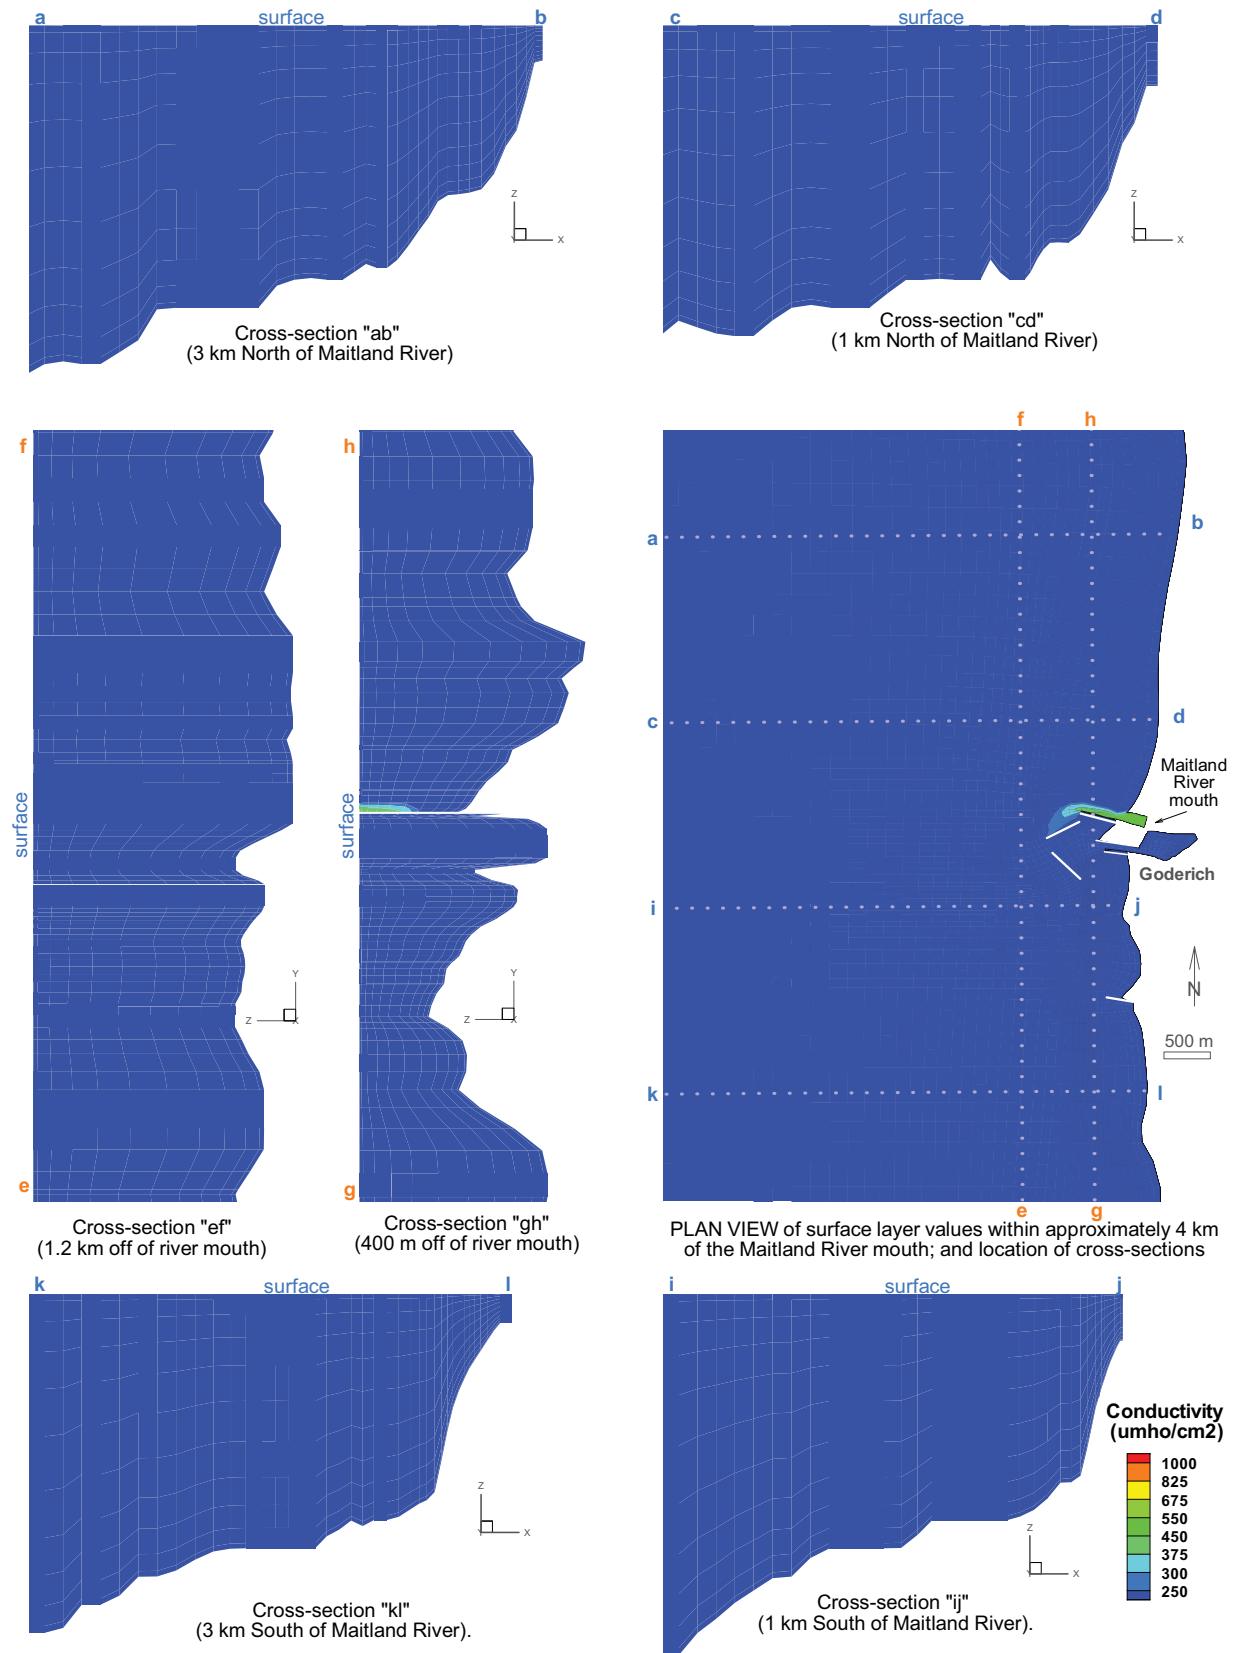 a surface b
c surface d
Z
X
Y
Z
X
Y
Cross-section "ab"
(3 km North of Maitland River)
Cross-section "cd"
(1 km North of Maitland River)
f
h
f h
b
a
surface
surface
c
d
Maitland
River
mouth
Goderich
i
j
N
500 m
Y
Z
X
Y
Z
X
k
l
e
g
e g
Cross-section "ef"
(1.2 km off of river mouth)
Cross-section "gh"
(400 m off of river mouth)
PLAN VIEW of surface layer values within approximately 4 km
of the Maitland River mouth; and location of cross-sections
k surface l
i surface j
Conductivity
(umho/cm2)
1000
825
675
550
450
375
300
250
Z
X
Y
Z
X
Y
Cross-section "kl"
(3 km South of Maitland River).
Cross-section "ij"
(1 km South of Maitland River).